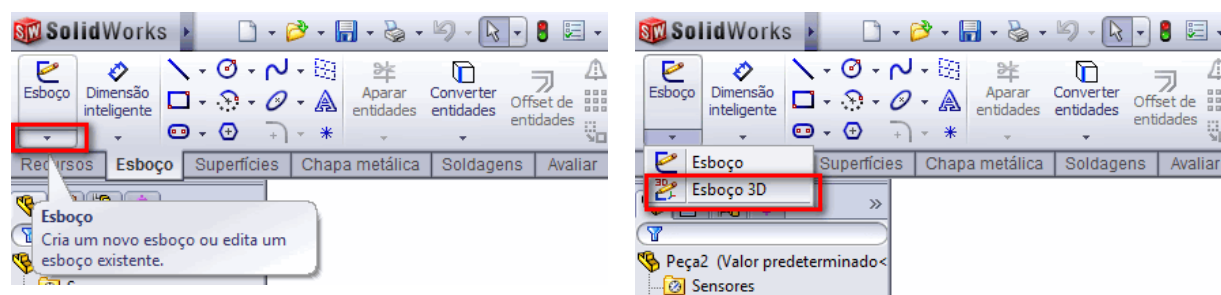 SolidWorks
Esboço
Dimensão
inteligente
Aparar
entidades
Converter
entidades
Offset de
entidades
Recursos
Esboço
Superfícies
Chapa metálica
Soldagens
Avaliar
Esboço
Cria um novo esboço ou edita um
esboço existente.
SolidWorks
Esboço
Dimensão
inteligente
Aparar
entidades
Converter
entidades
Offset de
entidades
Esboço
Superfícies
Chapa metálica
Soldagens
Avaliar
Esboço 3D
Peça2 (Valor predeterminado<
Sensores